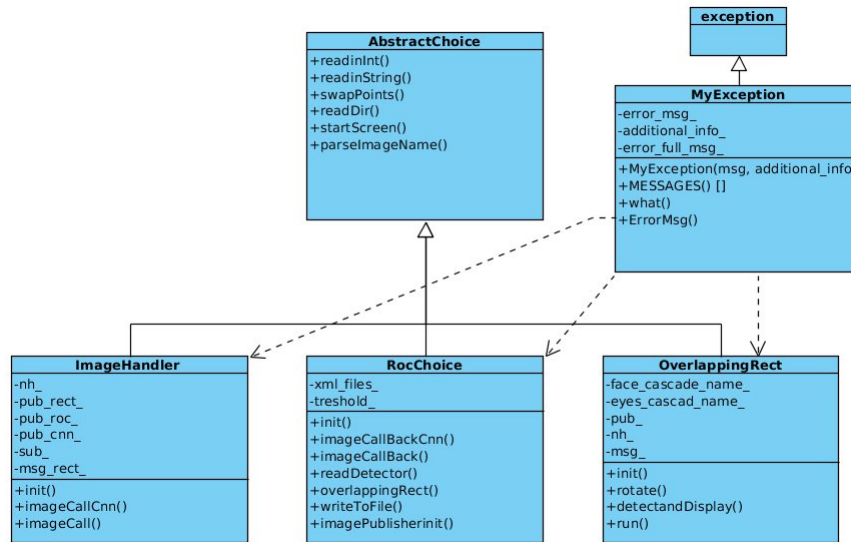 exception
AbstractChoice
+readinInt()
+readinString()
+swapPoints()
+readDir()
+startScreen()
+parseImageName()
MyException
-error_msg_
-additional_info_
-error_full_msg_
+MyException(msg, additional_info
+MESSAGES() []
+what()
+ErrorMsg()
ImageHandler
-nh_
-pub_rect_
-pub_roc_
-pub_cnn_
-sub_
-msg_rect_
+init()
+imageCallCnn()
+imageCall()
RocChoice
-xml_files_
-treshold_
+init()
+imageCallBackCnn()
+imageCallBack()
+readDetector()
+overlappingRect()
+writeToFile()
+imagePublisherinit()
OverlappingRect
-face_cascade_name_
-eyes_cascad_name_
-pub_
-nh_
-msg_
+init()
+rotate()
+detectandDisplay()
+run()